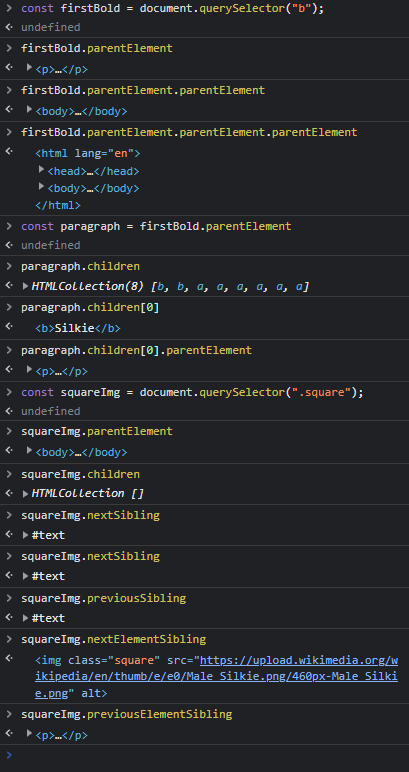 const firstBold = document.querySelector("b");
undefined
firstBold.parentElement
<p>…</p>
firstBold.parentElement.parentElement
<body>…</body>
firstBold.parentElement.parentElement.parentElement
<html lang="en">
<head>…</head>
<body>…</body>
</html>
const paragraph = firstBold.parentElement
undefined
paragraph.children
HTMLCollection(8) [b, b, a, a, a, a, a, a]
paragraph.children[0]
<b>Silkie</b>
paragraph.children[0].parentElement
<p>…</p>
const squareImg = document.querySelector(".square");
undefined
squareImg.parentElement
<body>…</body>
squareImg.children
HTMLCollection []
squareImg.nextSibling
#text
squareImg.nextSibling
#text
squareImg.previousSibling
#text
squareImg.nextElementSibling
<img class="square" src="https://upload.wikimedia.org/w
ikipedia/en/thumb/e/e0/Male_Silkie.png/460px-Male_Silki
e.png" alt>
squareImg.previousElementSibling
<p>…</p>